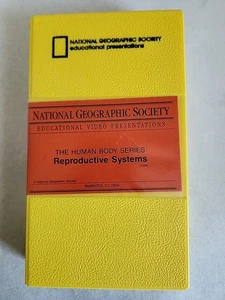 NATIONAL GEOGRAPHIC SOCIETY
educational presentations
NATIONAL GEOGRAPHIC SOCIETY
EDUCATIONAL VIDEO PRESENTATIONS
THE HUMAN BODY SERIES
Reproductive Systems